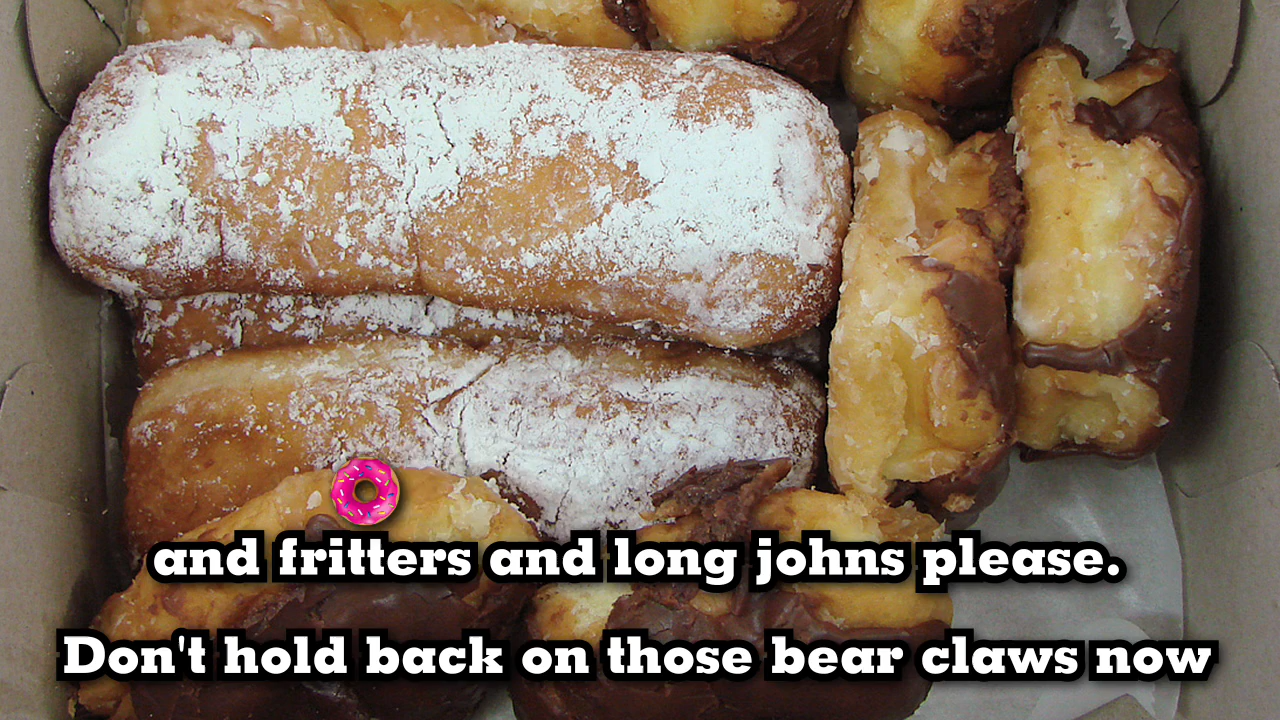 and fritters and long johns please.
Don't hold back on those bear claws now